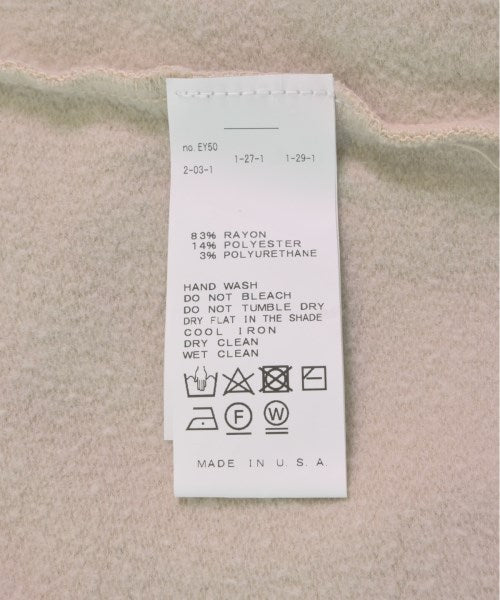 no. EY50
1-27-1 1-29-1
2-03-1
83% RAYON
14% POLYESTER
3% POLYURETHANE
HAND WASH
DO NOT BLEACH
DO NOT TUMBLE DRY
DRY FLAT IN THE SHADE
COOL IRON
DRY CLEAN
WET CLEAN
F W
MADE IN U. S. A.